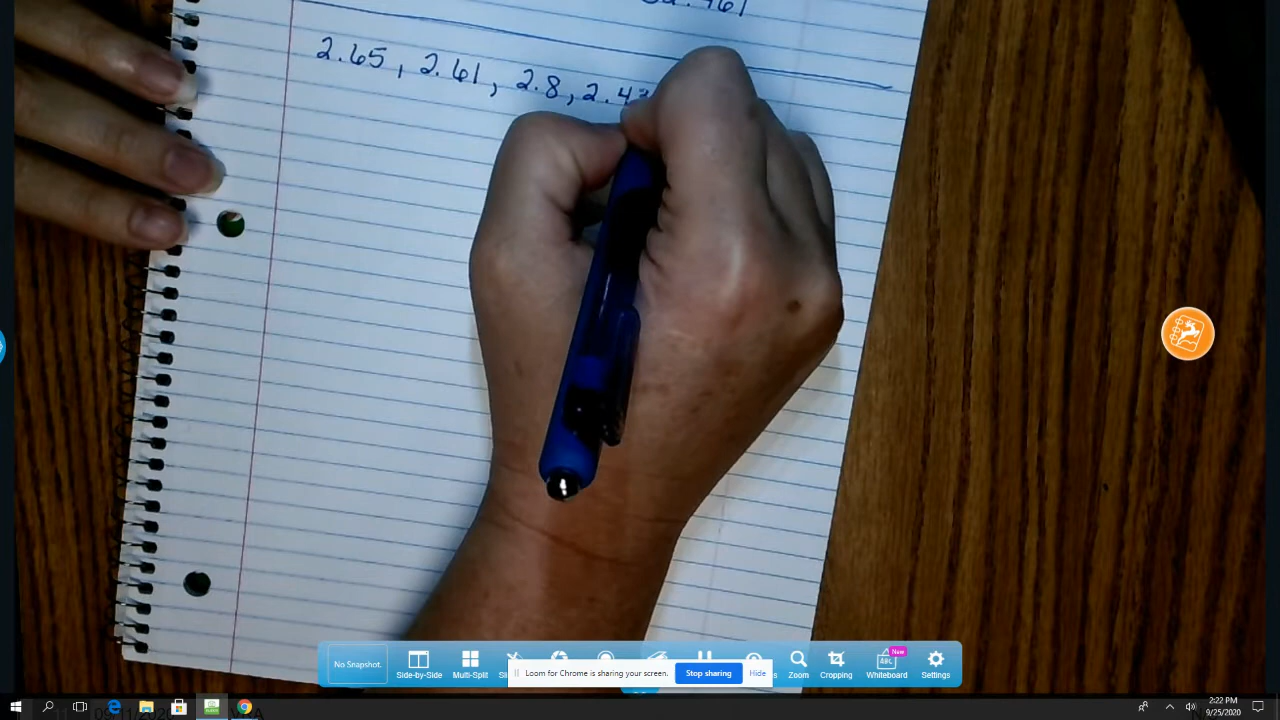 2.65, 2.61, 2.8, 2.43
No Snapshot.
Side-by-Side
Multi-Split
Loom for Chrome is sharing your screen.
Stop sharing
Hide
Zoom
Cropping
New
Whiteboard
Settings
2:22 PM
9/25/2020